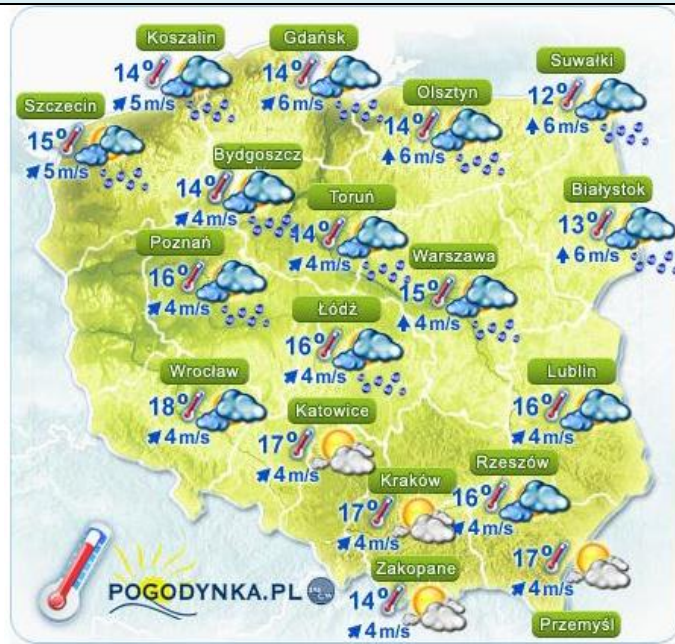 Koszalin
14°
5 m/s
Gdańsk
14°
6 m/s
Suwałki
12°
6 m/s
Szczecin
15°
5 m/s
Olsztyn
14°
6 m/s
Bydgoszcz
14°
4 m/s
Toruń
14°
4 m/s
Białystok
13°
6 m/s
Poznań
16°
4 m/s
Warszawa
15°
4 m/s
Łódź
16°
4 m/s
Wrocław
18°
4 m/s
Lublin
16°
4 m/s
Katowice
17°
4 m/s
Kraków
17°
4 m/s
Rzeszów
16°
4 m/s
Zakopane
14°
4 m/s
17°
4 m/s
Przemyśl
POGODYNKA.PL